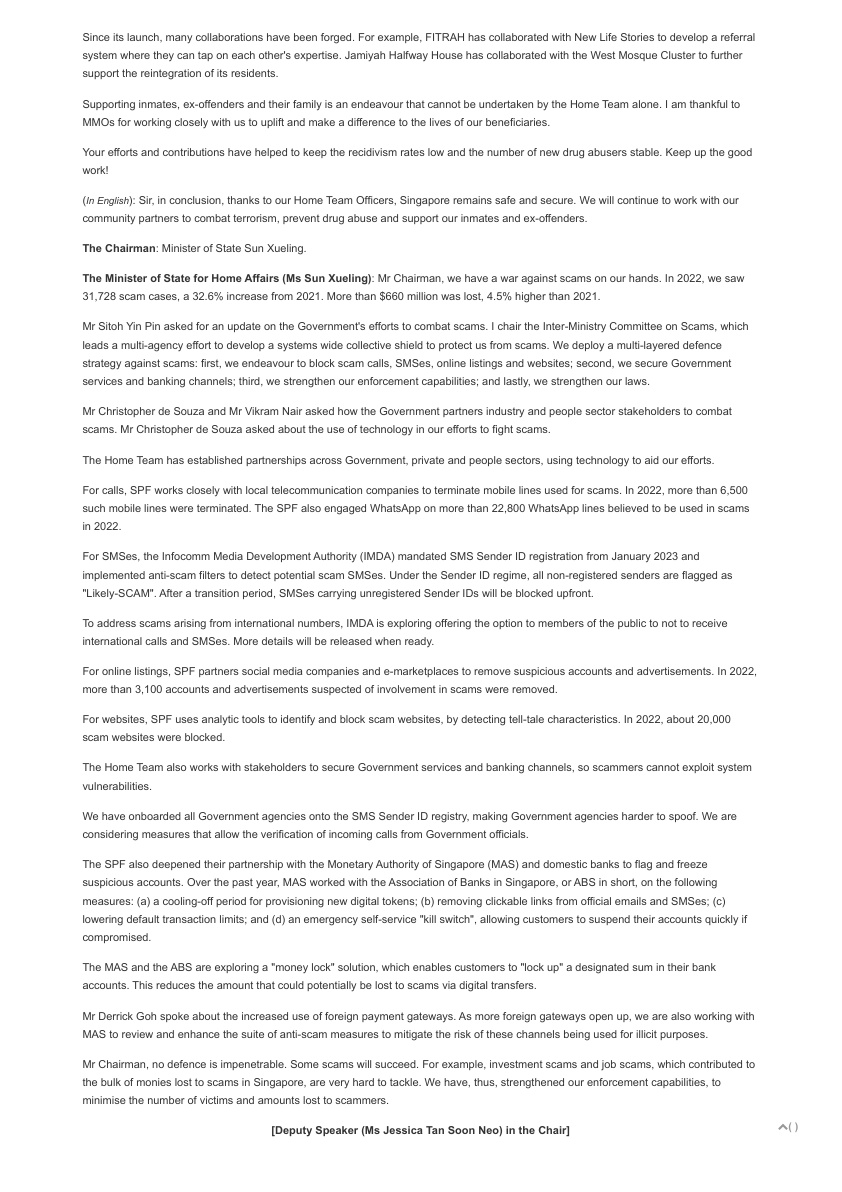 Since its launch, many collaborations have been forged. For example, FITRAH has collaborated with New Life Stories to develop a referral
system where they can tap on each other's expertise. Jamiyah Halfway House has collaborated with the West Mosque Cluster to further
support the reintegration of its residents.
Supporting inmates, ex-offenders and their family is an endeavour that cannot be undertaken by the Home Team alone. I am thankful to
MMOs for working closely with us to uplift and make a difference to the lives of our beneficiaries.
Your efforts and contributions have helped to keep the recidivism rates low and the number of new drug abusers stable. Keep up the good
work!
(In English): Sir, in conclusion, thanks to our Home Team Officers, Singapore remains safe and secure. We will continue to work with our
community partners to combat terrorism, prevent drug abuse and support our inmates and ex-offenders.
The Chairman: Minister of State Sun Xueling.
The Minister of State for Home Affairs (Ms Sun Xueling): Mr Chairman, we have a war against scams on our hands. In 2022, we saw
31,728 scam cases, a 32.6% increase from 2021. More than $660 million was lost, 4.5% higher than 2021.
Mr Sitoh Yin Pin asked for an update on the Government's efforts to combat scams. I chair the Inter-Ministry Committee on Scams, which
leads a multi-agency effort to develop a systems wide collective shield to protect us from scams. We deploy a multi-layered defence
strategy against scams: first, we endeavour to block scam calls, SMSes, online listings and websites; second, we secure Government
services and banking channels; third, we strengthen our enforcement capabilities; and lastly, we strengthen our laws.
Mr Christopher de Souza and Mr Vikram Nair asked how the Government partners industry and people sector stakeholders to combat
scams. Mr Christopher de Souza asked about the use of technology in our efforts to fight scams.
The Home Team has established partnerships across Government, private and people sectors, using technology to aid our efforts.
For calls, SPF works closely with local telecommunication companies to terminate mobile lines used for scams. In 2022, more than 6,500
such mobile lines were terminated. The SPF also engaged WhatsApp on more than 22,800 WhatsApp lines believed to be used in scams
in 2022.
For SMSes, the Infocomm Media Development Authority (IMDA) mandated SMS Sender ID registration from January 2023 and
implemented anti-scam filters to detect potential scam SMSes. Under the Sender ID regime, all non-registered senders are flagged as
"Likely-SCAM". After a transition period, SMSes carrying unregistered Sender IDs will be blocked upfront.
To address scams arising from international numbers, IMDA is exploring offering the option to members of the public to not to receive
international calls and SMSes. More details will be released when ready.
For online listings, SPF partners social media companies and e-marketplaces to remove suspicious accounts and advertisements. In 2022,
more than 3,100 accounts and advertisements suspected of involvement in scams were removed.
For websites, SPF uses analytic tools to identify and block scam websites, by detecting tell-tale characteristics. In 2022, about 20,000
scam websites were blocked.
The Home Team also works with stakeholders to secure Government services and banking channels, so scammers cannot exploit system
vulnerabilities.
We have onboarded all Government agencies onto the SMS Sender ID registry, making Government agencies harder to spoof. We are
considering measures that allow the verification of incoming calls from Government officials.
The SPF also deepened their partnership with the Monetary Authority of Singapore (MAS) and domestic banks to flag and freeze
suspicious accounts. Over the past year, MAS worked with the Association of Banks in Singapore, or ABS in short, on the following
measures: (a) a cooling-off period for provisioning new digital tokens; (b) removing clickable links from official emails and SMSes; (c)
lowering default transaction limits; and (d) an emergency self-service "kill switch", allowing customers to suspend their accounts quickly if
compromised.
The MAS and the ABS are exploring a "money lock" solution, which enables customers to "lock up" a designated sum in their bank
accounts. This reduces the amount that could potentially be lost to scams via digital transfers.
Mr Derrick Goh spoke about the increased use of foreign payment gateways. As more foreign gateways open up, we are also working with
MAS to review and enhance the suite of anti-scam measures to mitigate the risk of these channels being used for illicit purposes.
Mr Chairman, no defence is impenetrable. Some scams will succeed. For example, investment scams and job scams, which contributed to
the bulk of monies lost to scams in Singapore, are very hard to tackle. We have, thus, strengthened our enforcement capabilities, to
minimise the number of victims and amounts lost to scammers.
[Deputy Speaker (Ms Jessica Tan Soon Neo) in the Chair]
( )